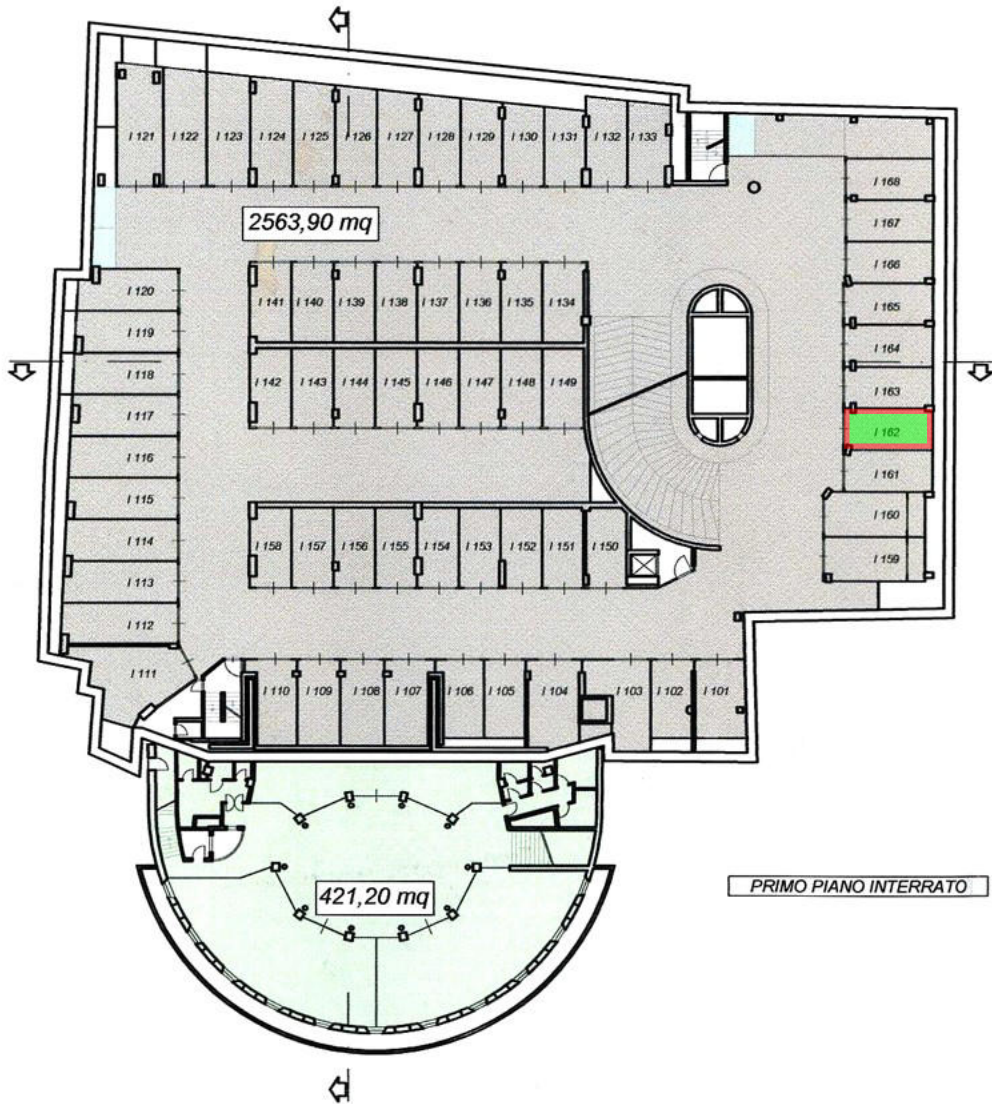 I 121 I 122 I 123 I 124 I 125 I 126 I 127 I 128 I 129 I 130 I 131 I 132 I 133
I 168
I 167
2563,90 mq
I 166
I 120 I 141 I 140 I 139 I 138 I 137 I 136 I 135 I 134 I 165
I 119
I 164
I 118
I 142 I 143 I 144 I 145 I 146 I 147 I 148 I 149 I 163
I 117
I 162
I 116
I 161
I 115
I 160
I 114
I 158 I 157 I 156 I 155 I 154 I 153 I 152 I 151 I 150
I 159
I 113
I 112
I 111
I 110 I 109 I 108 I 107 I 106 I 105 I 104 I 103 I 102 I 101
421,20 mq
PRIMO PIANO INTERRATO